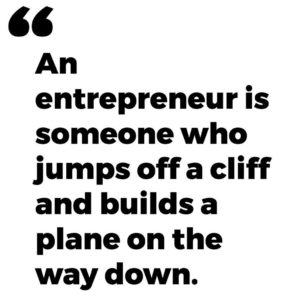 “
An
entrepreneur is
someone who
jumps off a cliff
and builds a
plane on the
way down.